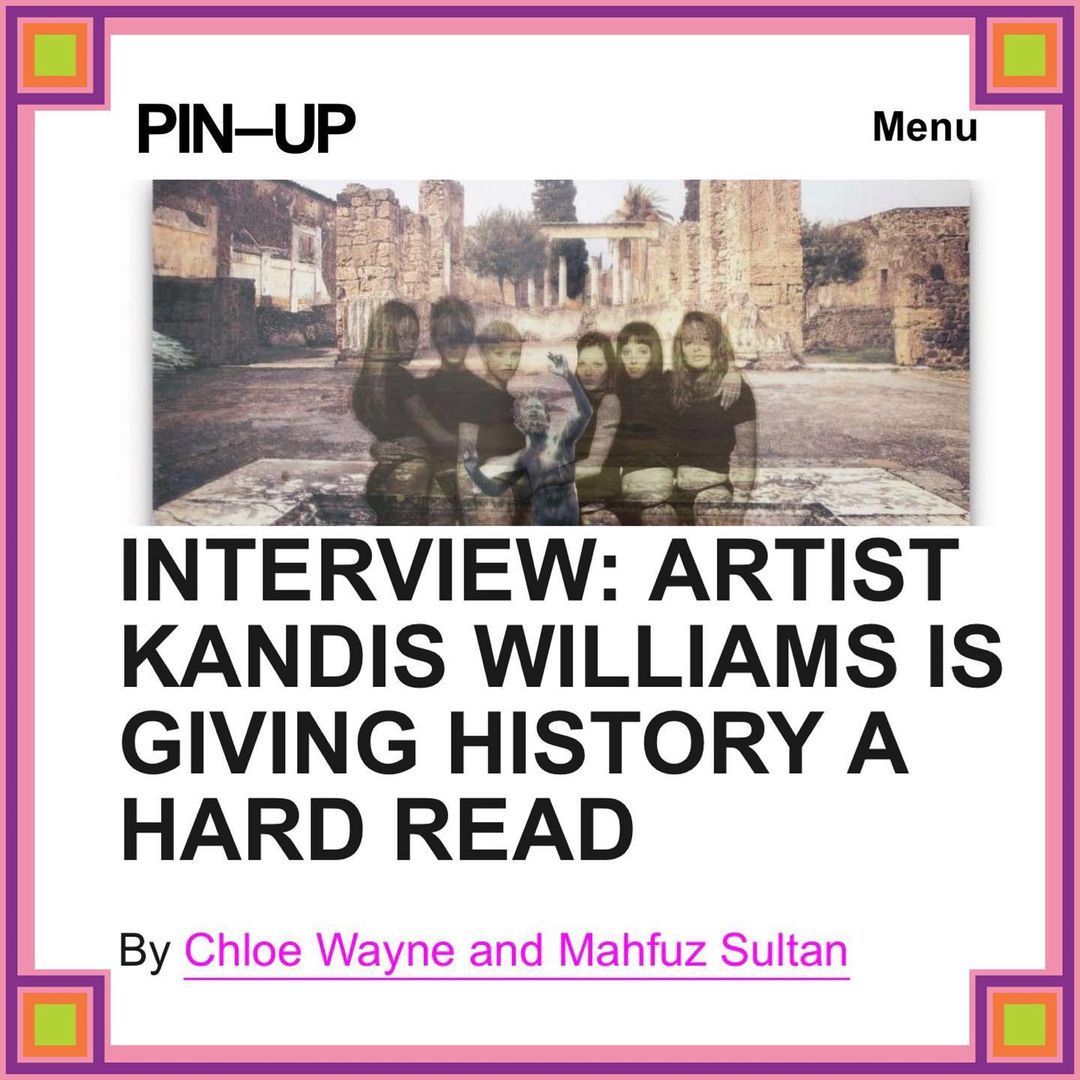 PIN–UP
Menu
INTERVIEW: ARTIST
KANDIS WILLIAMS IS
GIVING HISTORY A
HARD READ
By Chloe Wayne and Mahfuz Sultan